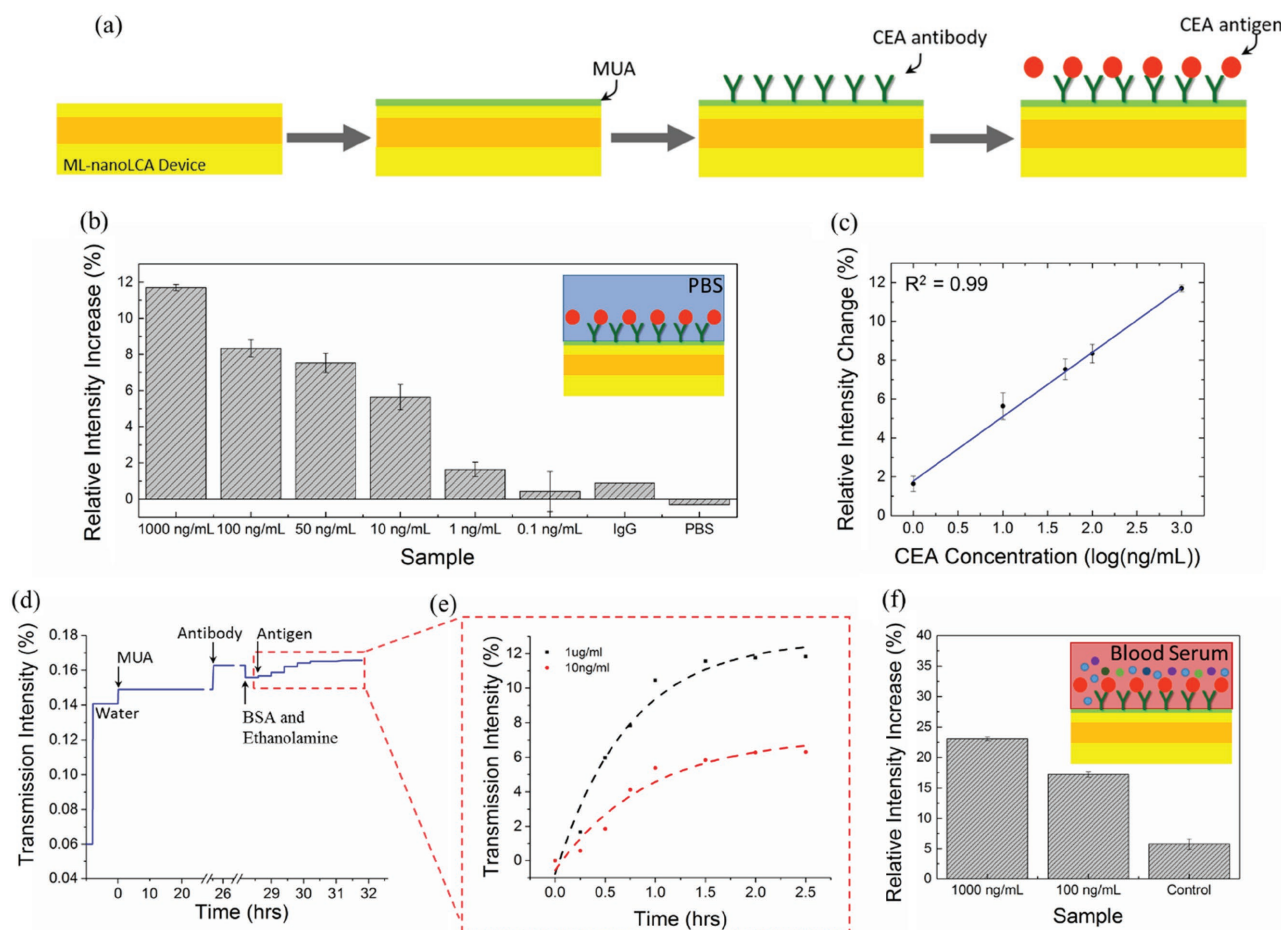 (a)
CEA antigen
CEA antibody
MUA
ML-nanoLCA Device
(b)
Relative Intensity Increase (%)
12
10
8
6
4
2
0
PBS
1000 ng/mL 100 ng/mL 50 ng/mL 10 ng/mL 1 ng/mL 0.1 ng/mL IgG PBS
Sample
(c)
Relative Intensity Change (%)
R² = 0.99
12
10
8
6
4
2
0
0.0 0.5 1.0 1.5 2.0 2.5 3.0
CEA Concentration (log(ng/mL))
(d)
Transmission Intensity (%)
0.18
0.16
0.14
0.12
0.10
0.08
0.06
0.04
Water
MUA
Antibody
Antigen
BSA and
Ethanolamine
0 20 26 28 30 32
Time (hrs)
(e)
Transmission Intensity (%)
12
10
8
6
4
2
0
1ug/ml
10ng/ml
0.0 0.5 1.0 1.5 2.0 2.5
Time (hrs)
(f)
Relative Intensity Increase (%)
40
35
30
25
20
15
10
5
0
Blood Serum
1000 ng/mL 100 ng/mL Control
Sample